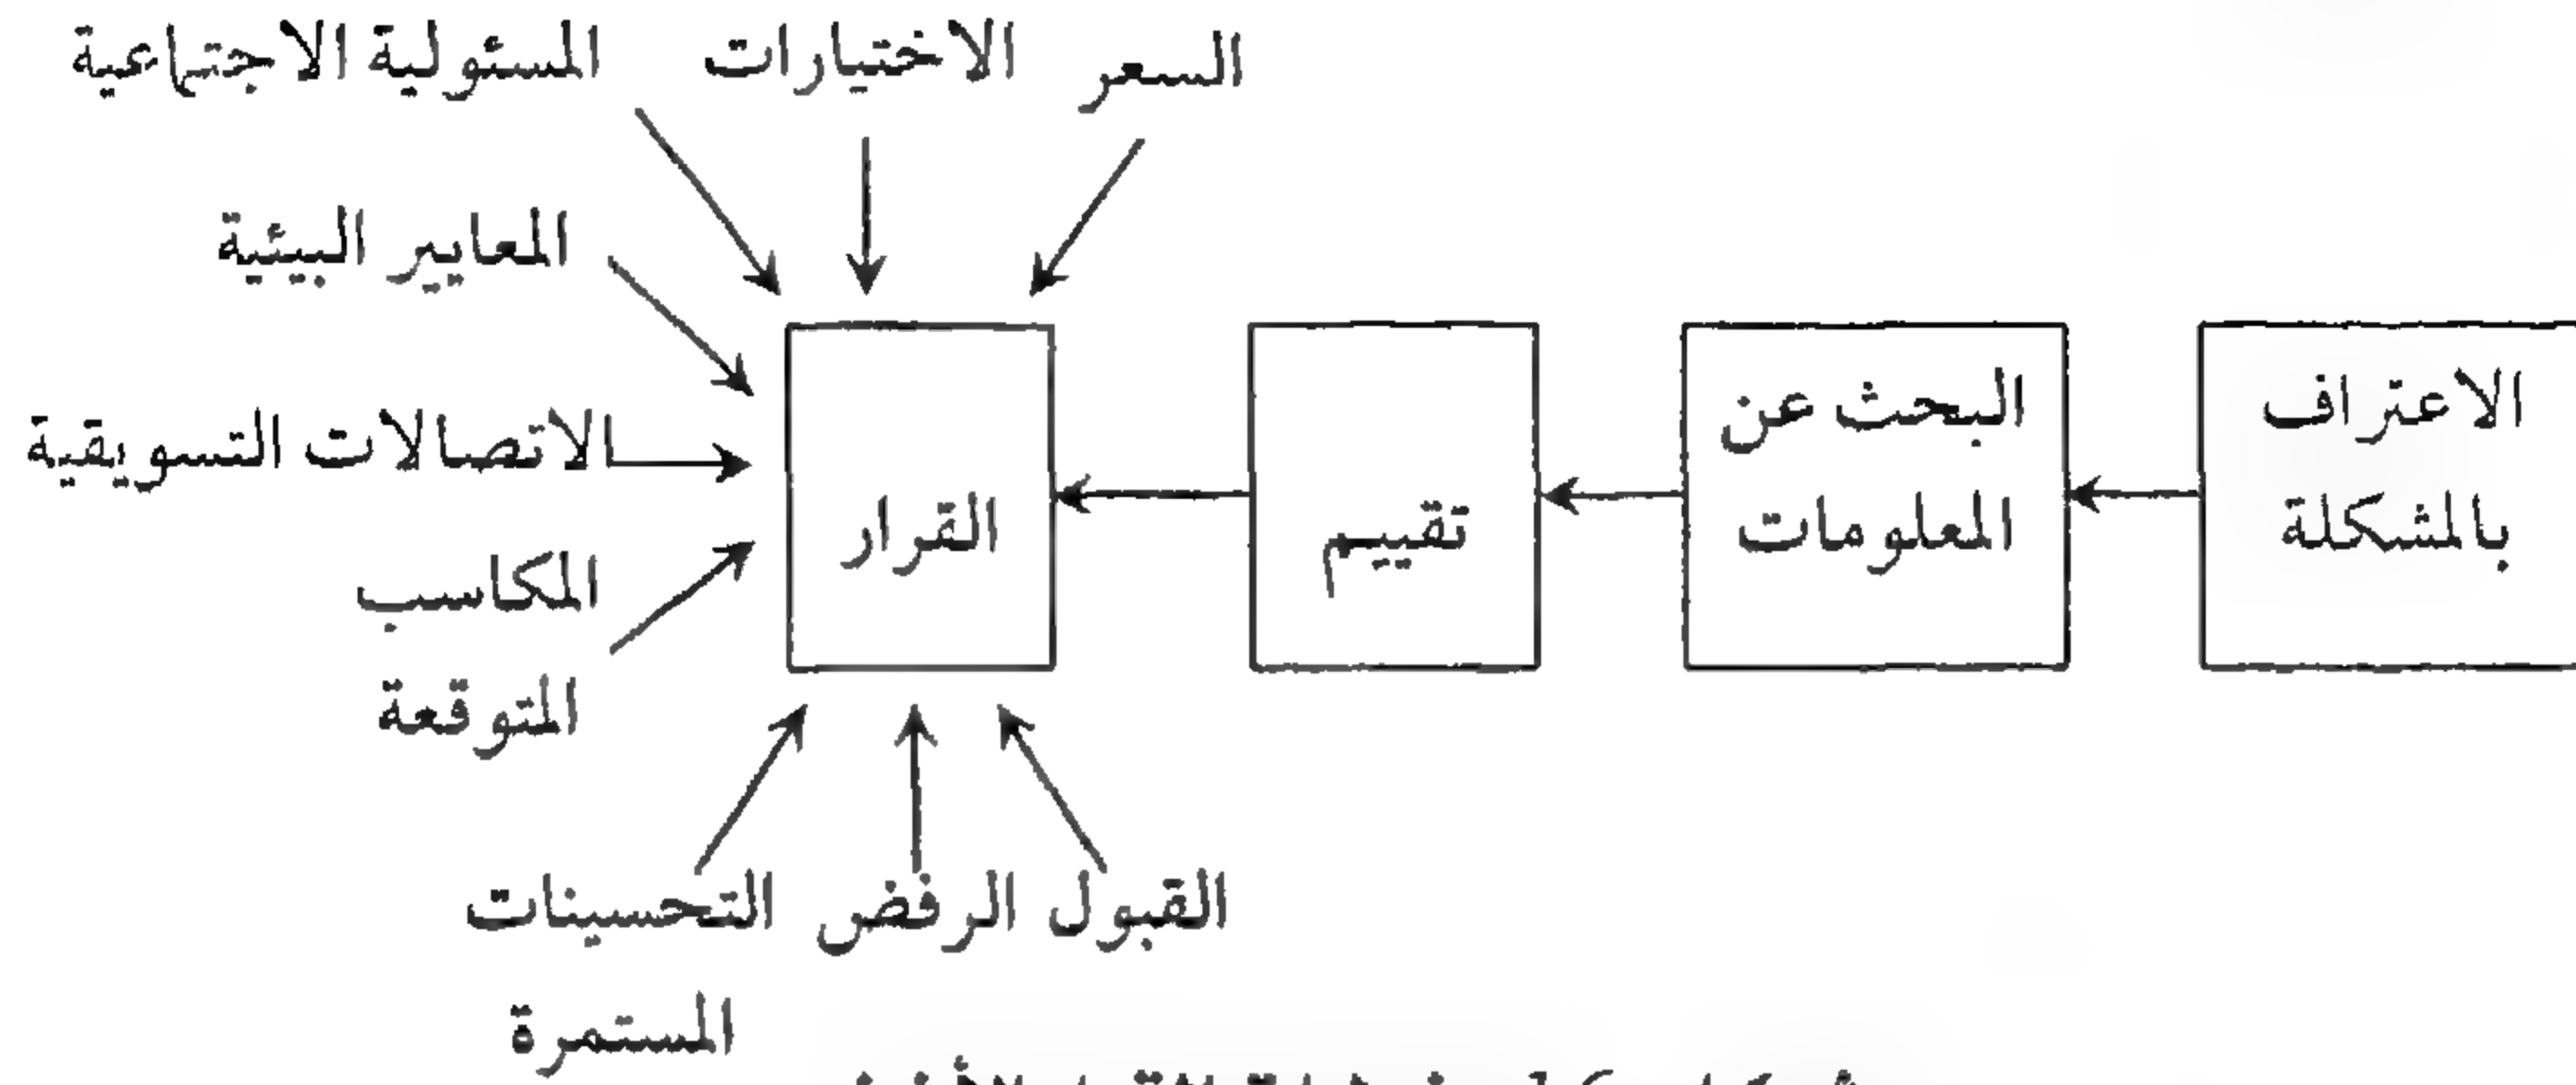 السعر
الاختيارات
المسئولية الاجتماعية
المعايير البيئية
الاتصالات التسويقية
المكاسب
المتوقعة
الاعتراف
بالمشكلة
البحث عن
المعلومات
تقييم
القرار
القبول
الرفض
التحسينات
المستمرة